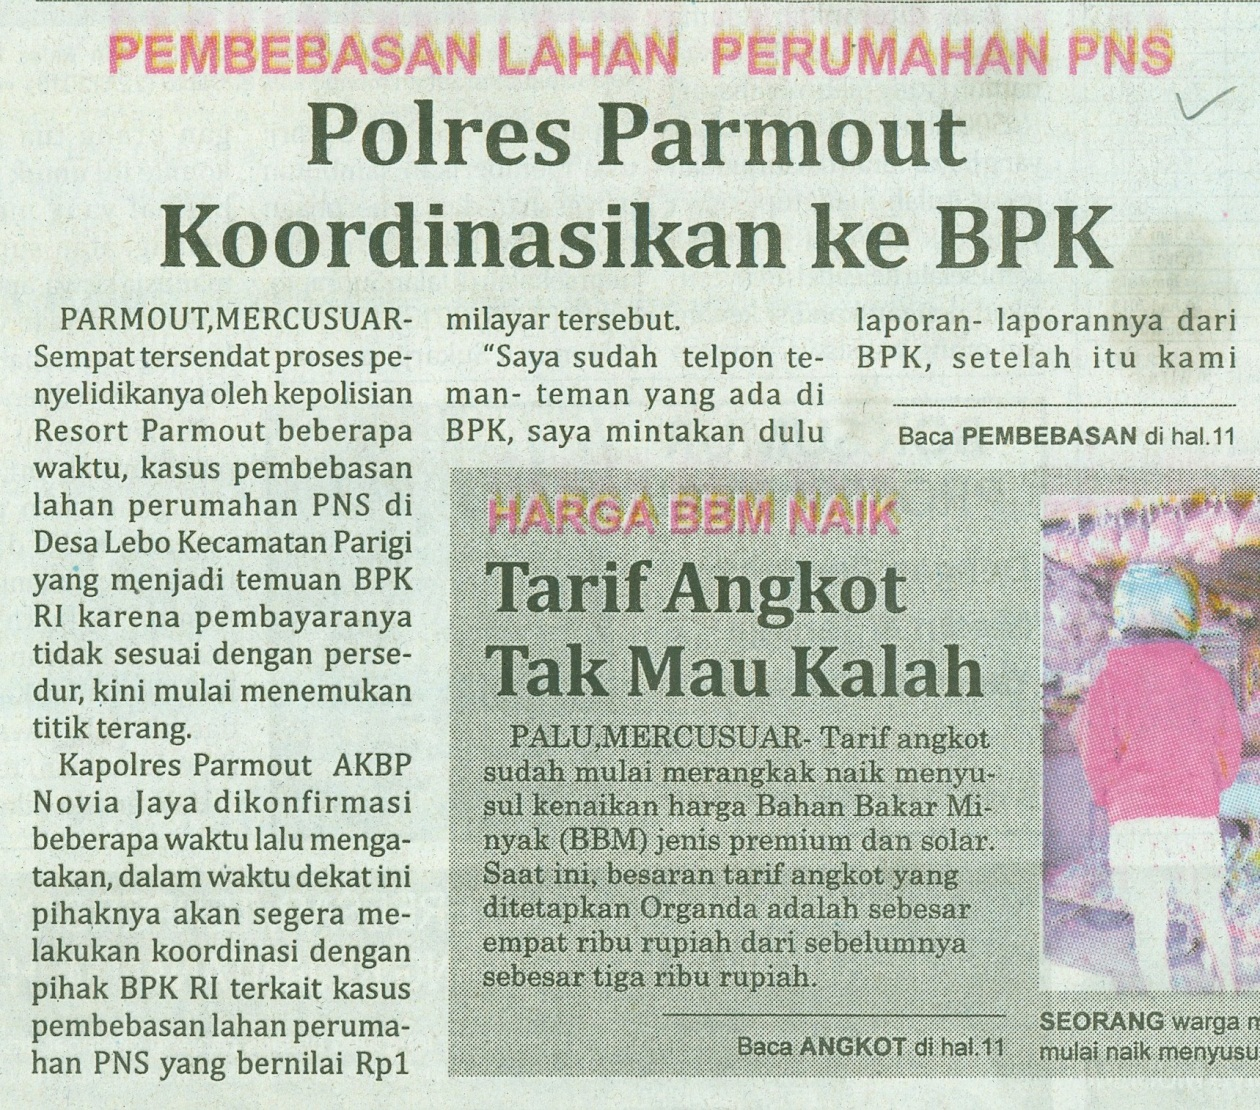 PEMBEBASAN LAHAN PERUMAHAN PNS
Polres Parmout
Koordinasikan ke BPK
PARMOUT,MERCUSUAR-
Sempat tersendat proses pe-
nyelidikanya oleh kepolisian
Resort Parmout beberapa
waktu, kasus pembebasan
lahan perumahan PNS di
Desa Lebo Kecamatan Parigi
yang menjadi temuan BPK
RI karena pembayaranya
tidak sesuai dengan perse-
dur, kini mulai menemukan
titik terang.
Kapolres Parmout AKBP
Novia Jaya dikonfirmasi
beberapa waktu lalu menga-
takan, dalam waktu dekat ini
pihaknya akan segera me-
lakukan koordinasi dengan
pihak BPK RI terkait kasus
pembebasan lahan peruma-
han PNS yang bernilai Rp1
milayar tersebut.
“Saya sudah telpon te-
man- teman yang ada di
BPK, saya mintakan dulu
laporan- laporannya dari
BPK, setelah itu kami
Baca PEMBEBASAN di hal.11
HARGA BBM NAIK
Tarif Angkot
Tak Mau Kalah
PALU,MERCUSUAR- Tarif angkot
sudah mulai merangkak naik menyu-
sul kenaikan harga Bahan Bakar Mi-
nyak (BBM) jenis premium dan solar.
Saat ini, besaran tarif angkot yang
ditetapkan Organda adalah sebesar
empat ribu rupiah dari sebelumnya
sebesar tiga ribu rupiah.
Baca ANGKOT di hal.11
SEORANG warga m
mulai naik menyusu